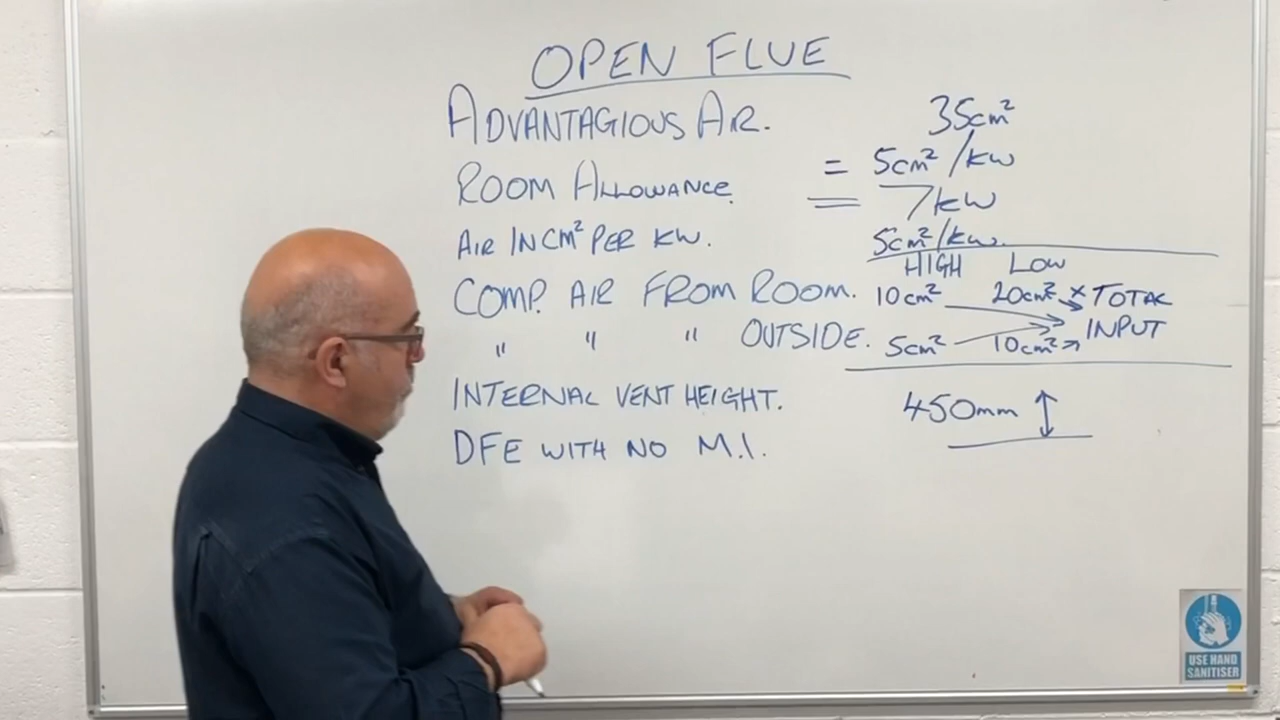 OPEN FLUE
ADVANTAGIOUS AIR. 35cm²
ROOM ALLOWANCE. = 5cm²/kW
7kW
AIR IN CM² PER KW. 5cm²/kW.
HIGH LOW
COMP. AIR FROM ROOM. 10cm² 20cm² × TOTAL
INPUT
" " " OUTSIDE. 5cm² 10cm²
INTERNAL VENT HEIGHT. 450mm
DFE WITH NO M.I.
USE HAND
SANITISER